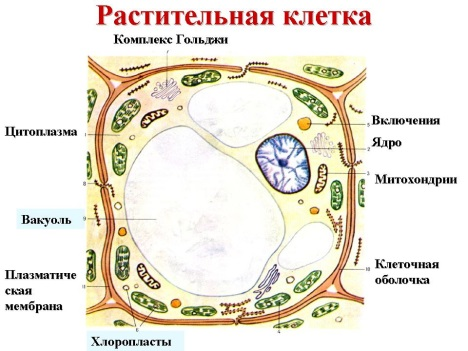 Растительная клетка
Комплекс Гольджи
Цитоплазма
Включения
Ядро
Митохондрии
Вакуоль
Плазматиче
ская
мембрана
Клеточная
оболочка
Хлоропласты